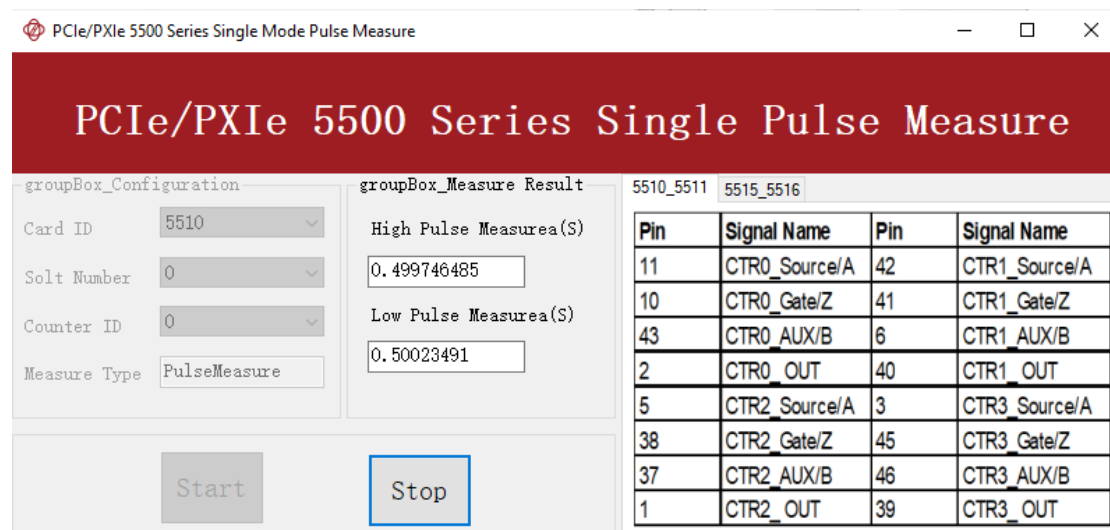 PCIe/PXIe 5500 Series Single Mode Pulse Measure
PCIe/PXIe 5500 Series Single Pulse Measure
groupBox_Configuration
Card ID 5510
Solt Number 0
Counter ID 0
Measure Type PulseMeasure
groupBox_Measure Result
High Pulse Measurea(S)
0.499746485
Low Pulse Measurea(S)
0.50023491
Start Stop
5510_5511 5515_5516
Pin Signal Name Pin Signal Name
11 CTR0_Source/A 42 CTR1_Source/A
10 CTR0_Gate/Z 41 CTR1_Gate/Z
43 CTR0_AUX/B 6 CTR1_AUX/B
2 CTR0_OUT 40 CTR1_OUT
5 CTR2_Source/A 3 CTR3_Source/A
38 CTR2_Gate/Z 45 CTR3_Gate/Z
37 CTR2_AUX/B 46 CTR3_AUX/B
1 CTR2_OUT 39 CTR3_OUT